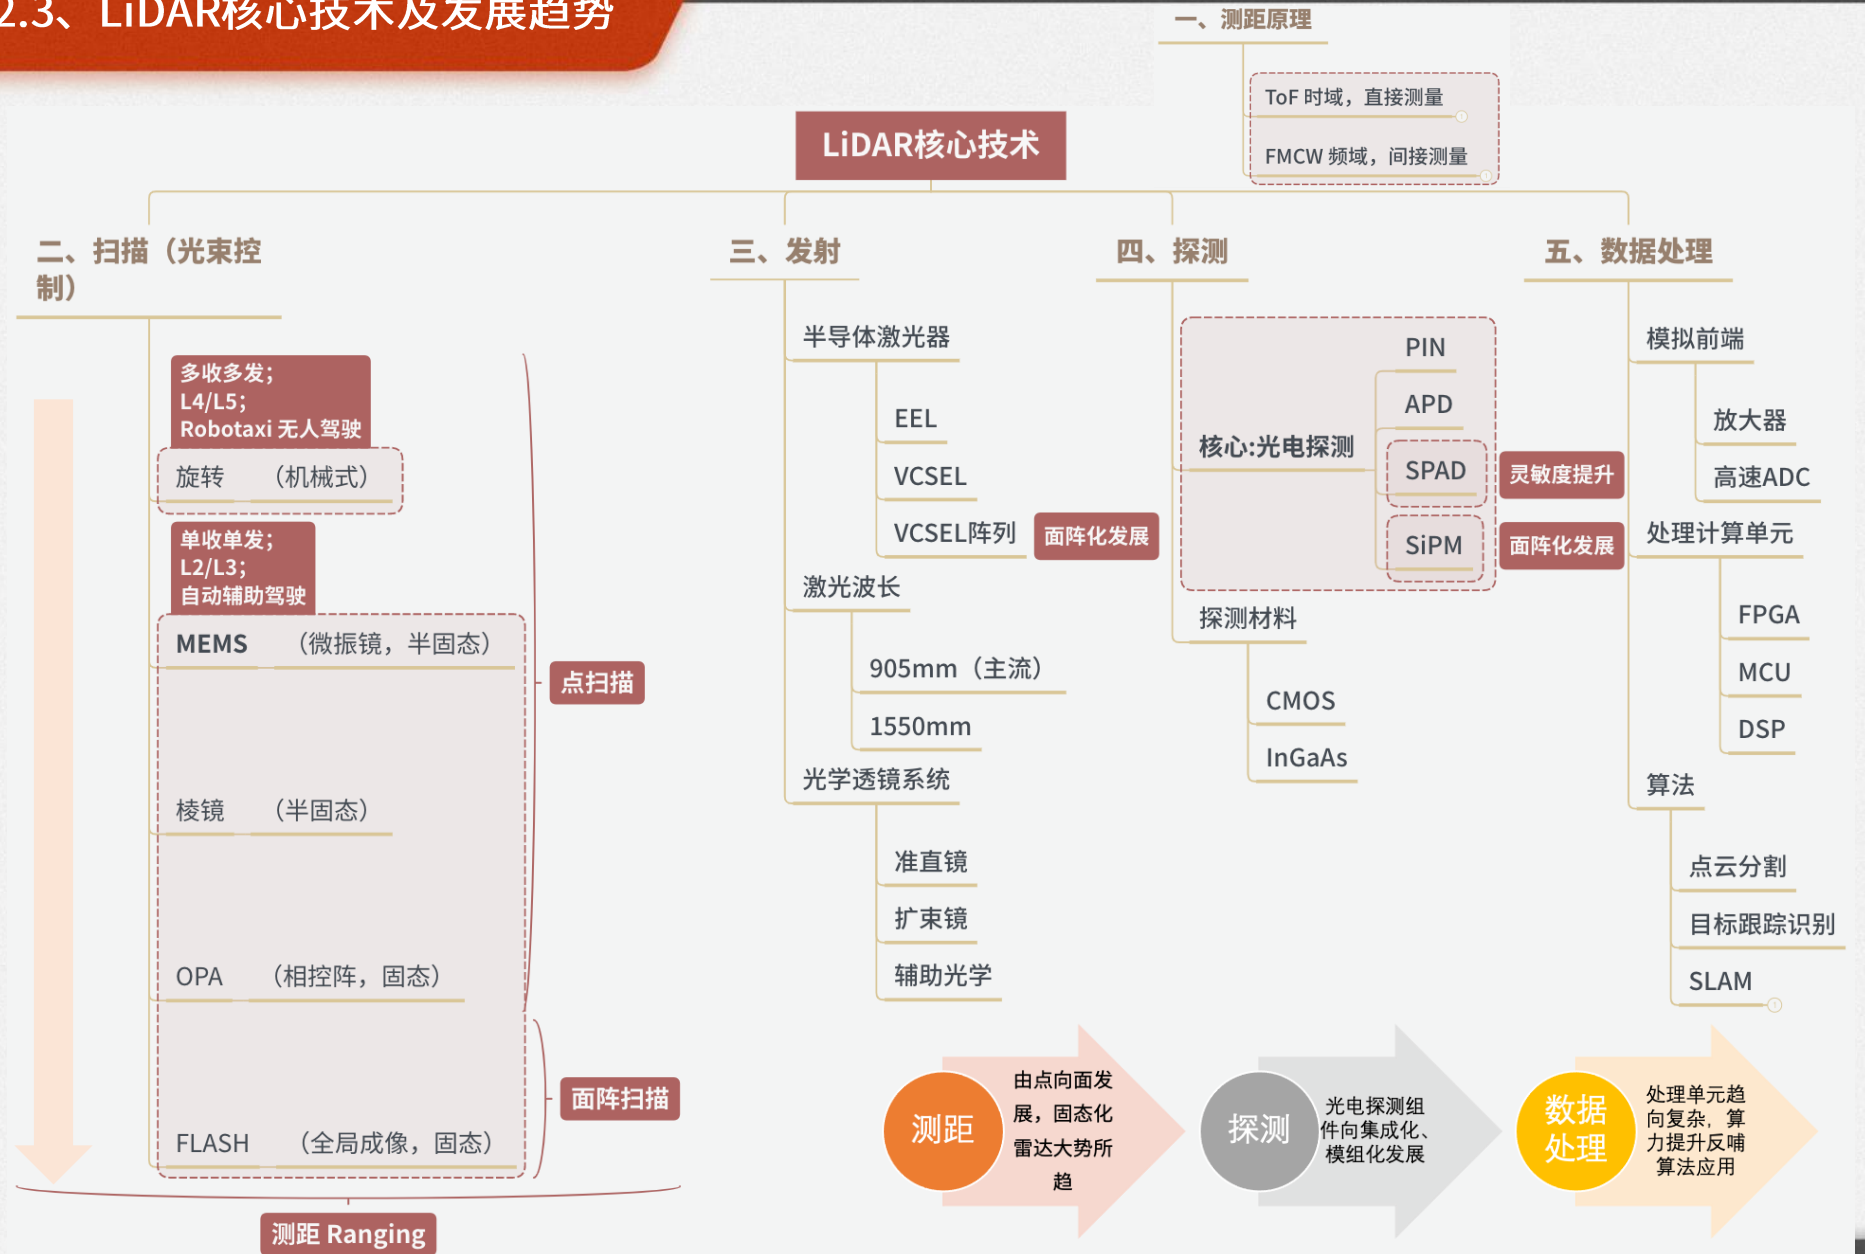 2.3、LiDAR核心技术及发展趋势
一、测距原理
ToF 时域，直接测量
FMCW 频域，间接测量
LiDAR核心技术
二、扫描（光束控
制）
多收多发；
L4/L5；
Robotaxi 无人驾驶
旋转 （机械式）
单收单发；
L2/L3；
自动辅助驾驶
MEMS （微振镜，半固态）
棱镜 （半固态）
OPA （相控阵，固态）
FLASH （全局成像，固态）
点扫描
面阵扫描
测距 Ranging
三、发射
半导体激光器
EEL
VCSEL
VCSEL阵列
面阵化发展
激光波长
905mm（主流）
1550mm
光学透镜系统
准直镜
扩束镜
辅助光学
四、探测
核心:光电探测
PIN
APD
SPAD
灵敏度提升
SiPM
面阵化发展
探测材料
CMOS
InGaAs
五、数据处理
模拟前端
放大器
高速ADC
处理计算单元
FPGA
MCU
DSP
算法
点云分割
目标跟踪识别
SLAM
测距
由点向面发
展，固态化
雷达大势所
趋
探测
光电探测组
件向集成化、
模组化发展
数据
处理
处理单元趋
向复杂，算
力提升反哺
算法应用